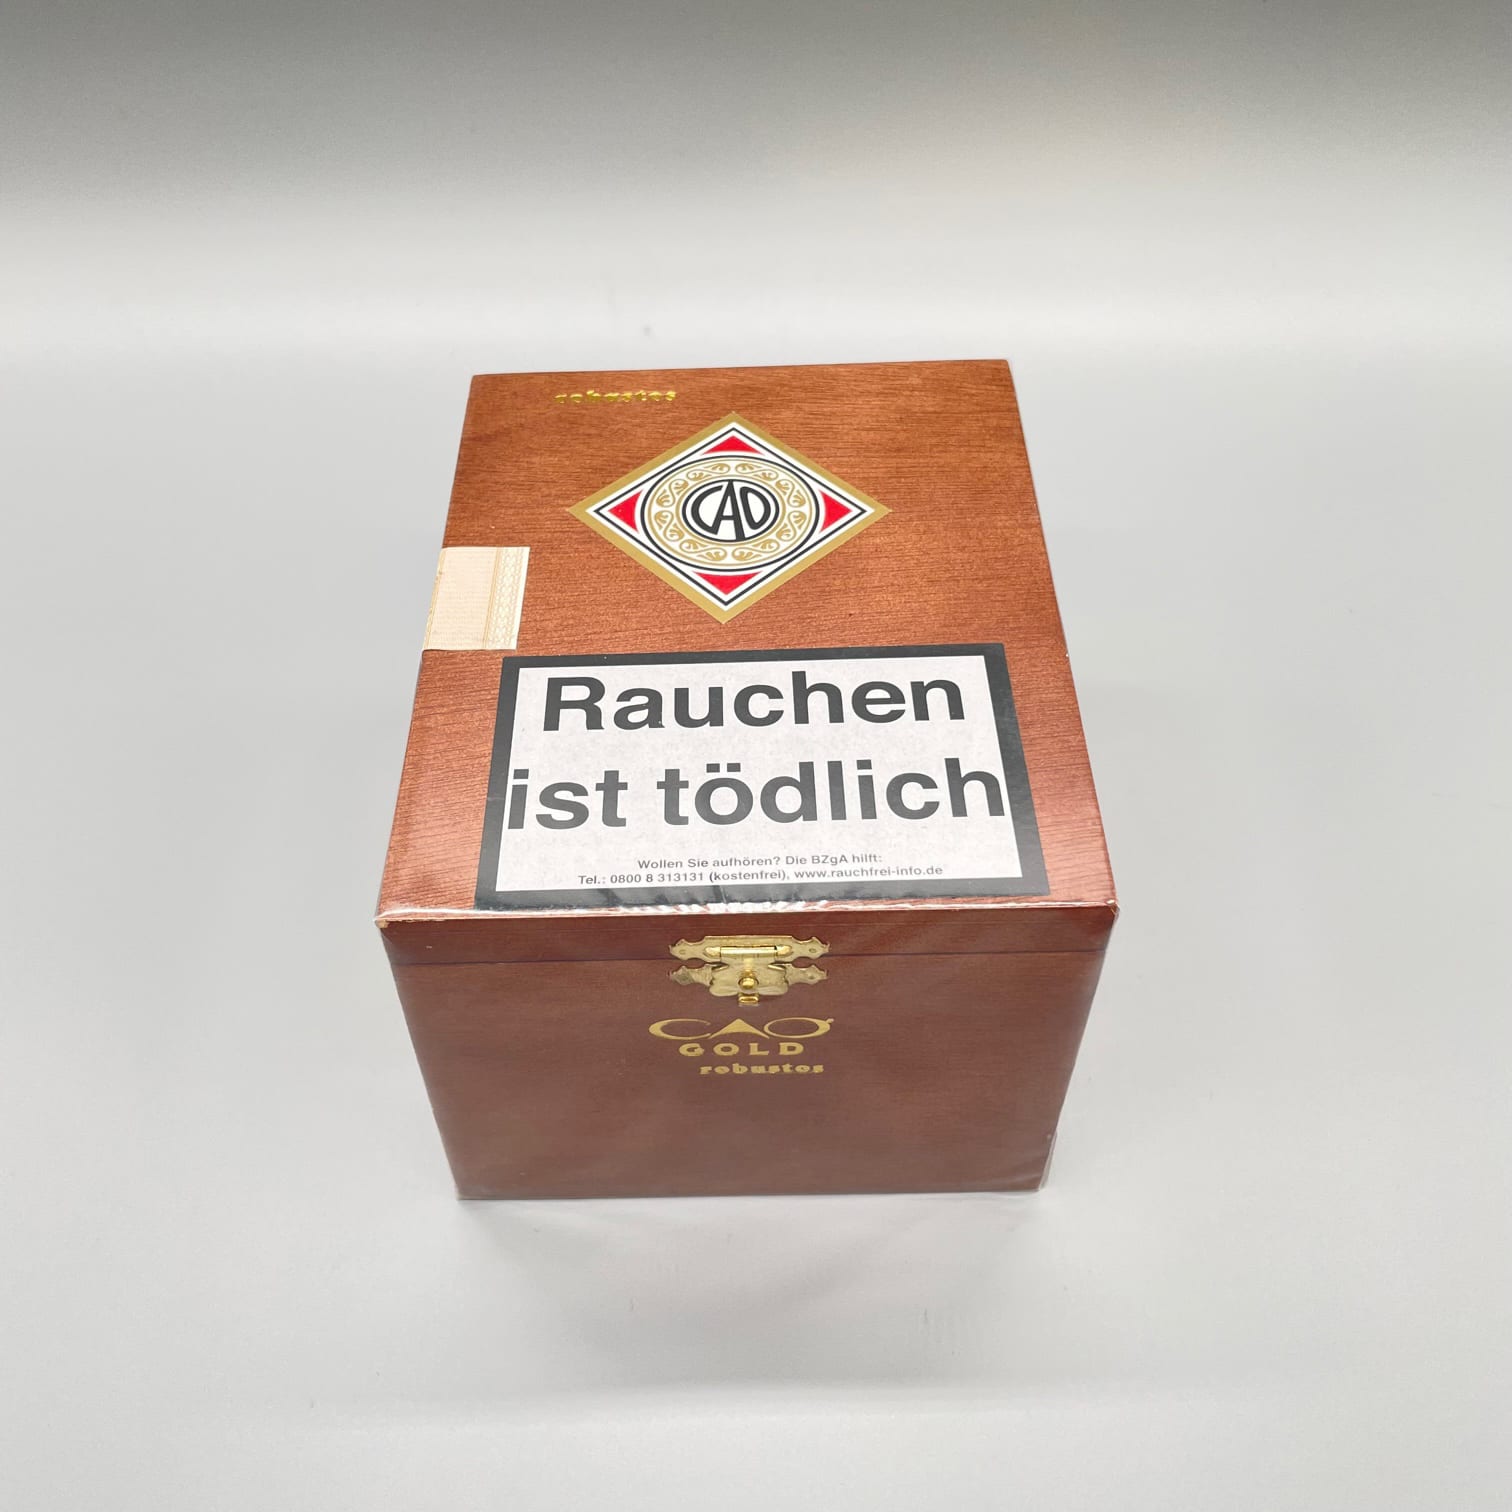 robustos
CAO
Rauchen
ist tödlich
Wollen Sie aufhören? Die BZgA hilft:
Tel.: 0800 8 313131 (kostenfrei), www.rauchfrei-info.de
CAO
GOLD
robustos